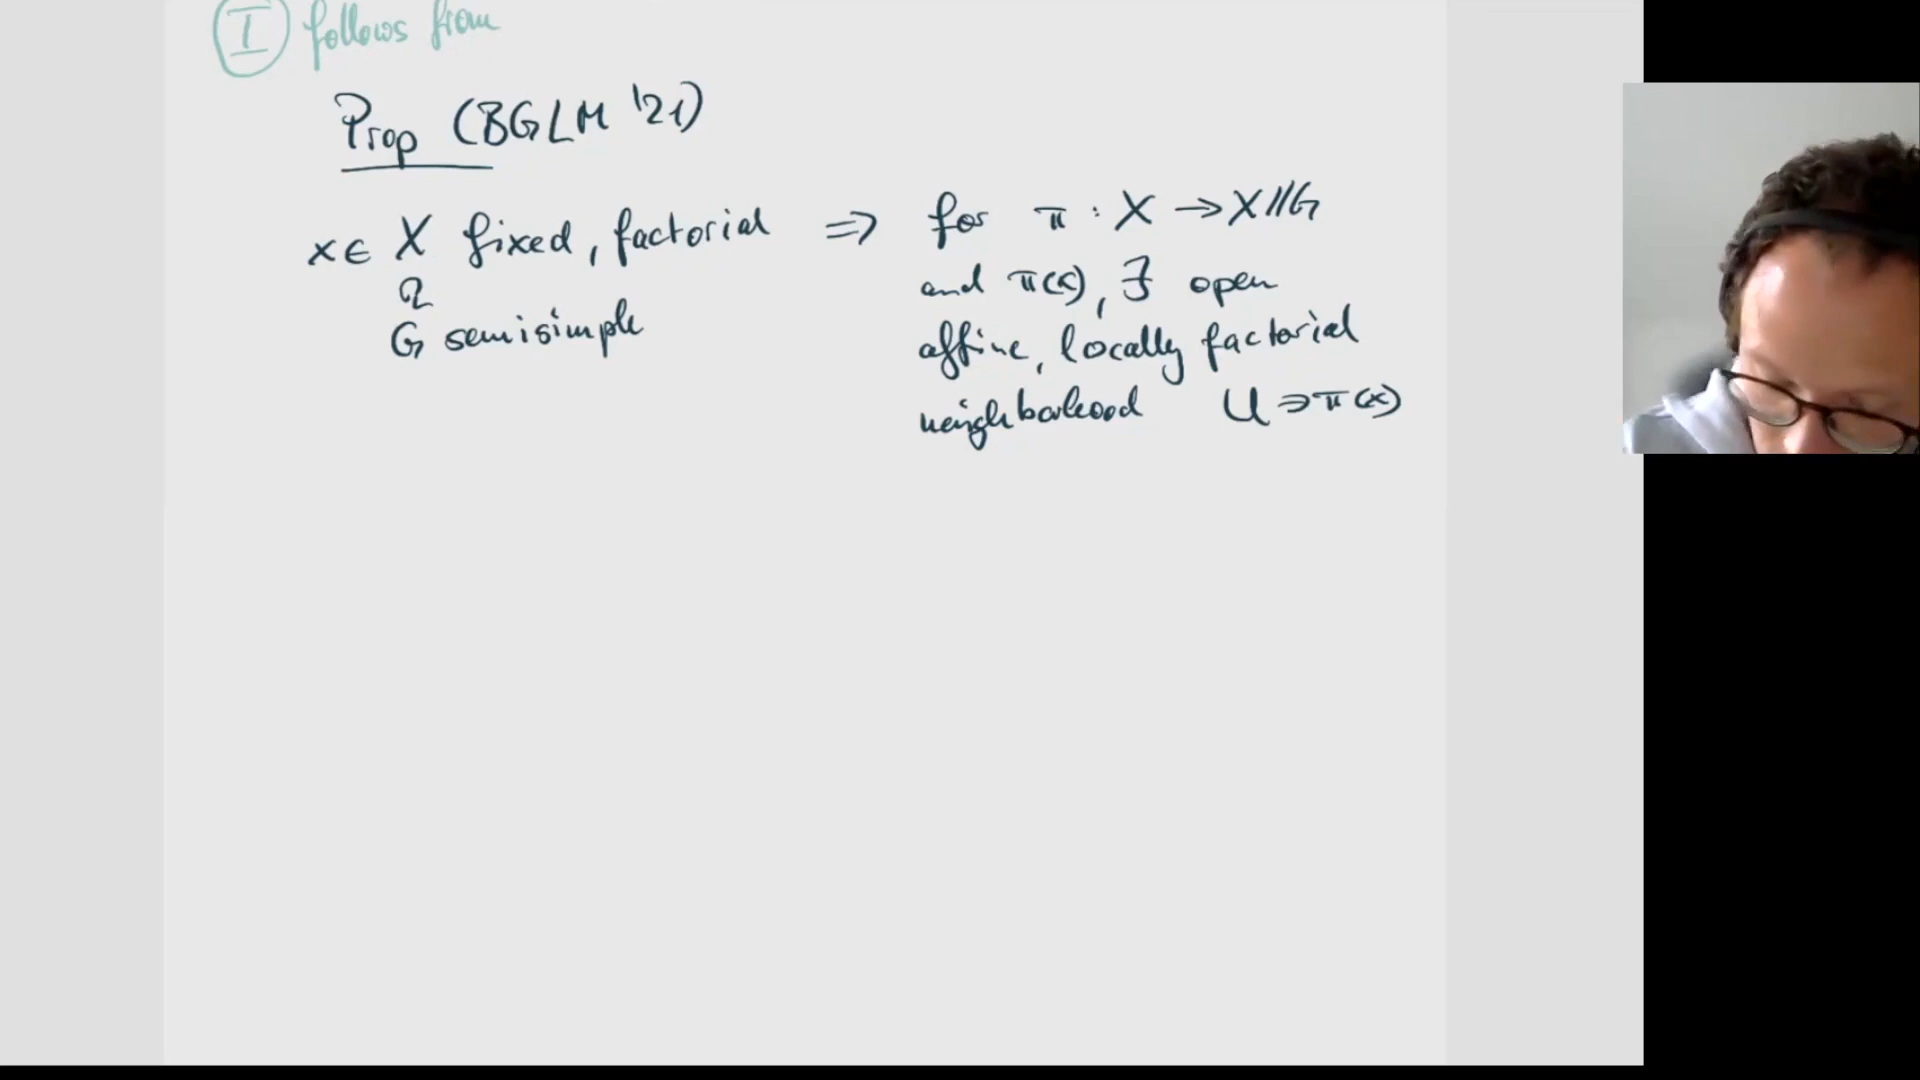 Ⓘ follows from
Prop (BGLM '21)
x ∈ X fixed, factorial ⇒ for π : X → X//G
and π(x), ∃ open
G semisimple
affine, locally factorial
neighborhood U ∋ π(x)